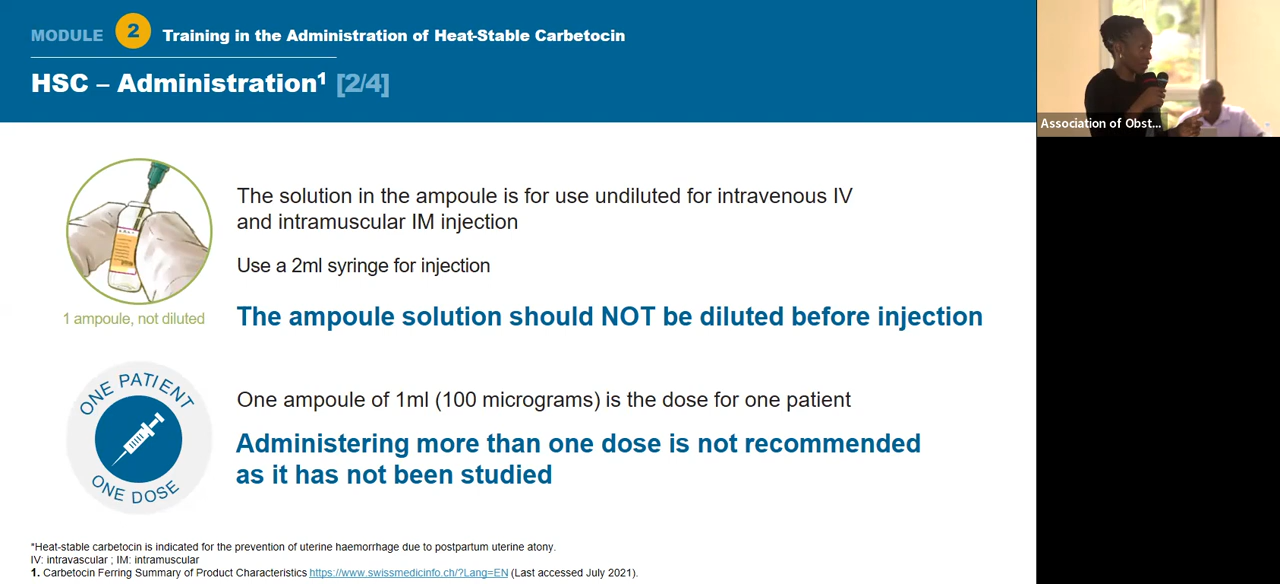 MODULE 2 Training in the Administration of Heat-Stable Carbetocin
HSC – Administration¹ [2/4]
Association of Obst...
The solution in the ampoule is for use undiluted for intravenous IV
and intramuscular IM injection
Use a 2ml syringe for injection
1 ampoule, not diluted
The ampoule solution should NOT be diluted before injection
ONE PATIENT
ONE DOSE
One ampoule of 1ml (100 micrograms) is the dose for one patient
Administering more than one dose is not recommended
as it has not been studied
*Heat-stable carbetocin is indicated for the prevention of uterine haemorrhage due to postpartum uterine atony.
IV: intravascular ; IM: intramuscular
1. Carbetocin Ferring Summary of Product Characteristics https://www.swissmedicinfo.ch/?Lang=EN (Last accessed July 2021).